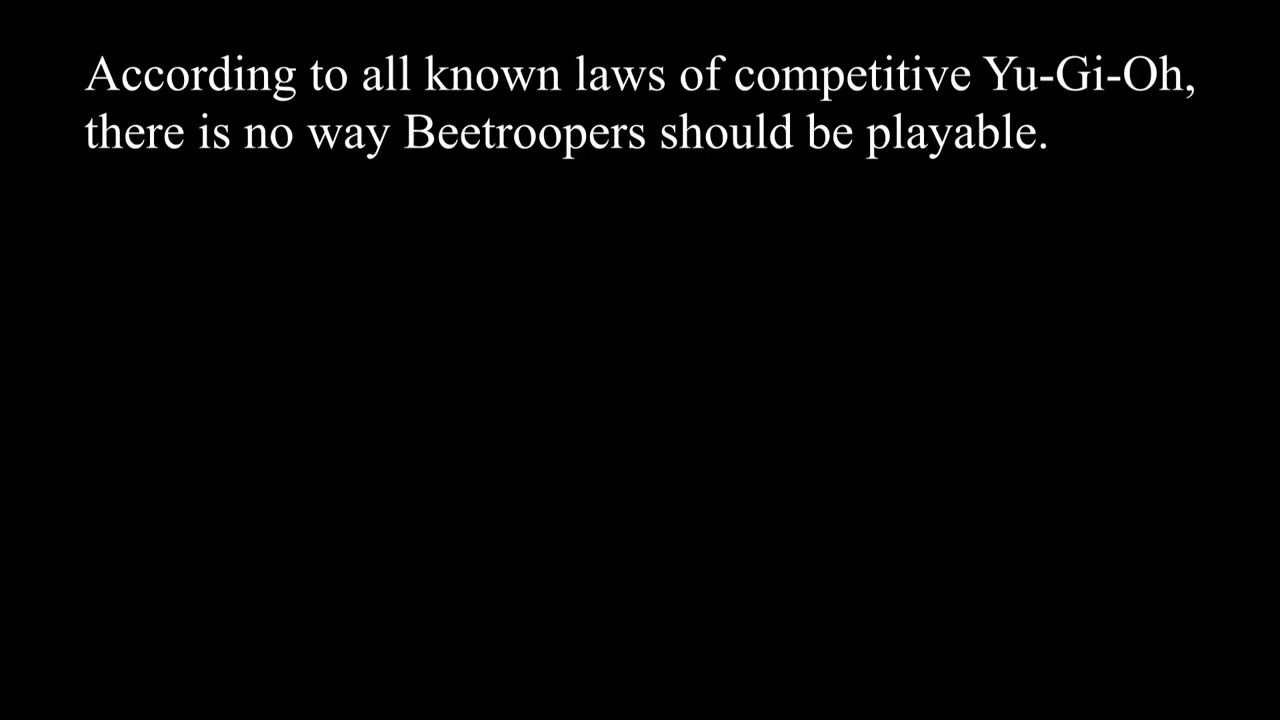 According to all known laws of competitive Yu-Gi-Oh,
there is no way Beetroopers should be playable.